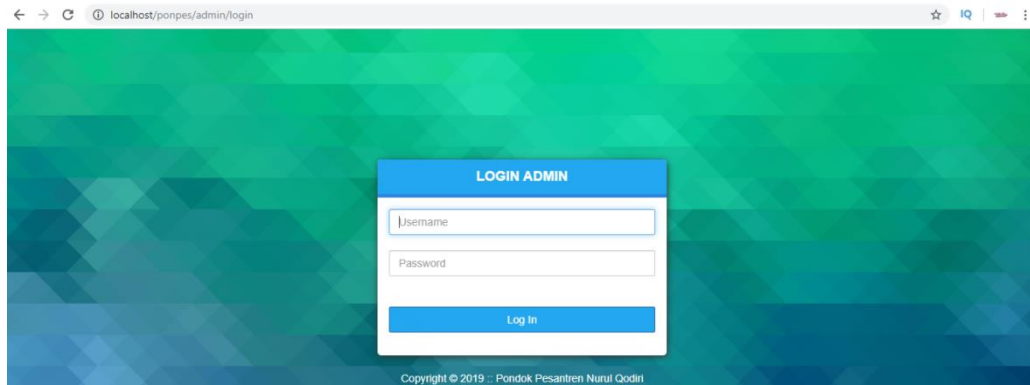 localhost/ponpes/admin/login
IQ
LOGIN ADMIN
Username
Password
Log In
Copyright © 2019 :: Pondok Pesantren Nurul Qodiri